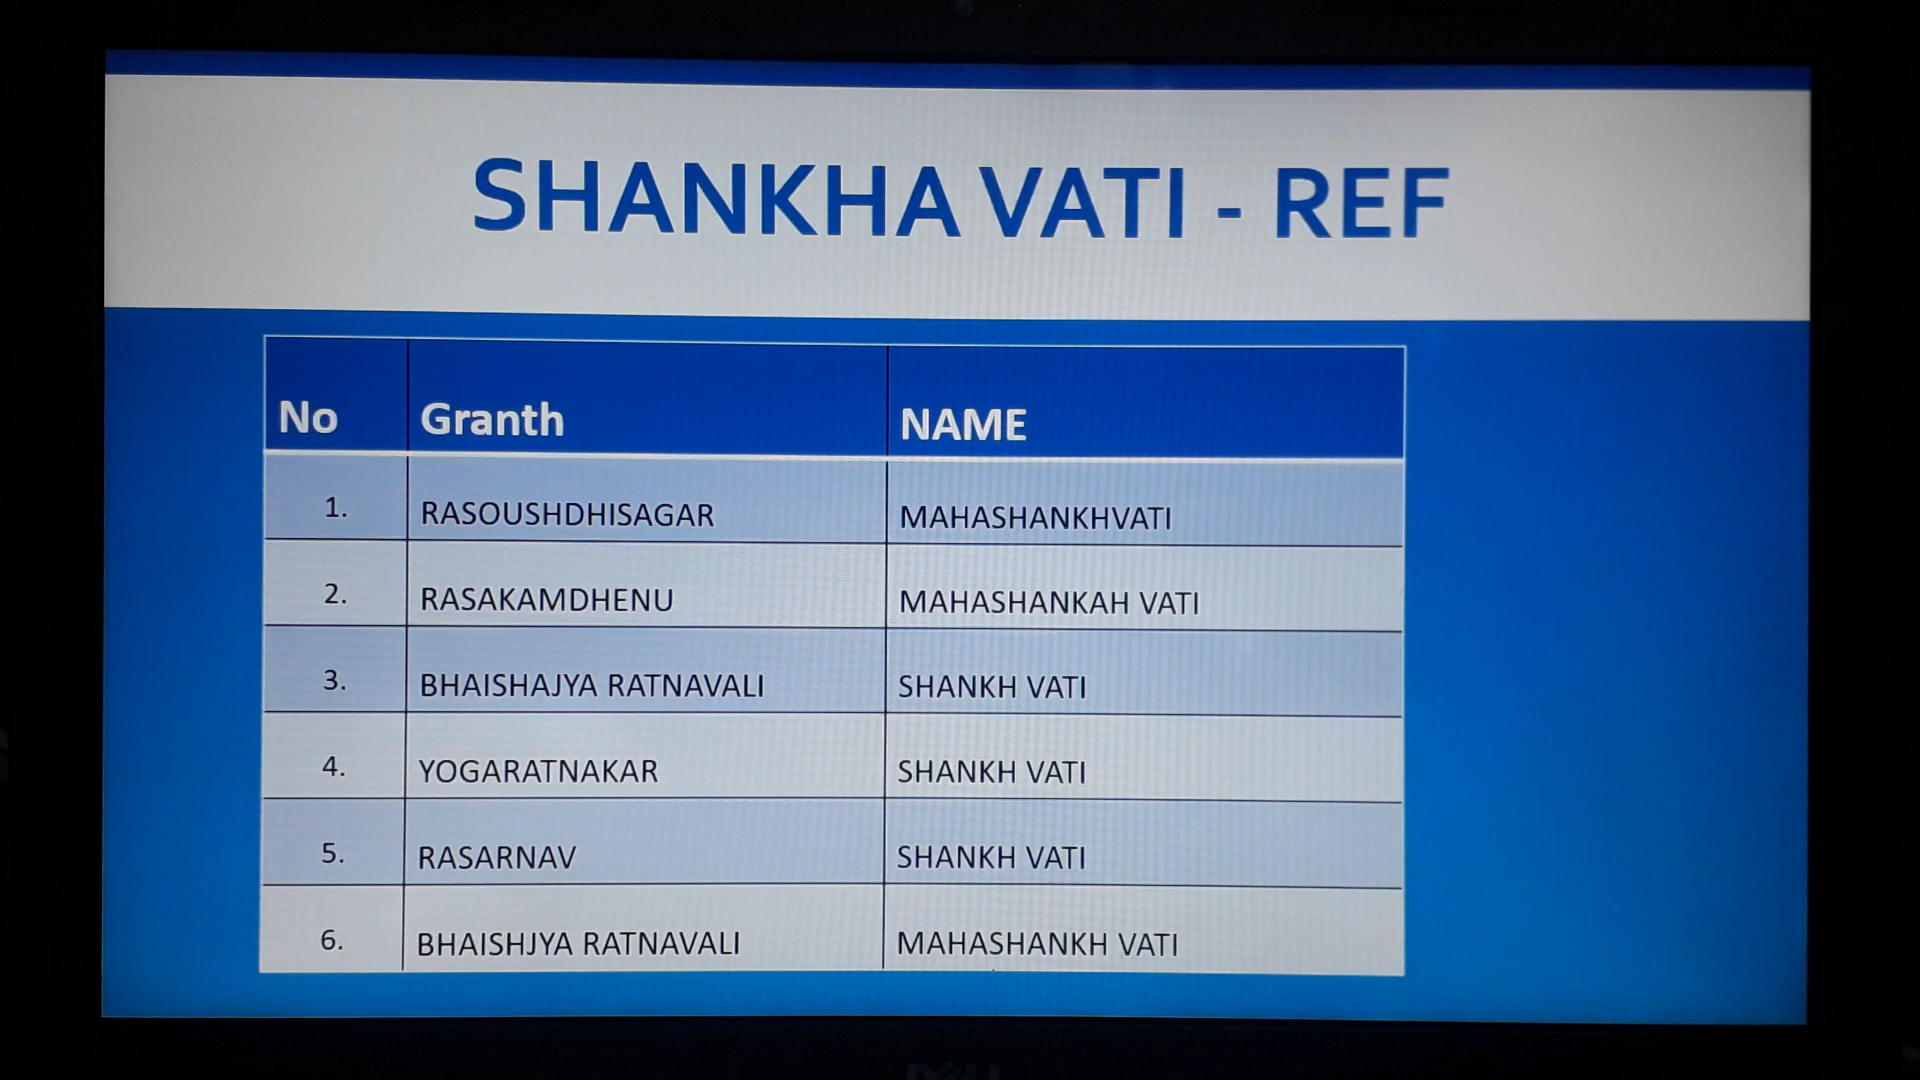 SHANKHA VATI - REF
No Granth NAME
1. RASOUSHDHISAGAR MAHASHANKHVATI
2. RASAKAMDHENU MAHASHANKAH VATI
3. BHAISHAJYA RATNAVALI SHANKH VATI
4. YOGARATNAKAR SHANKH VATI
5. RASARNAV SHANKH VATI
6. BHAISHJYA RATNAVALI MAHASHANKH VATI